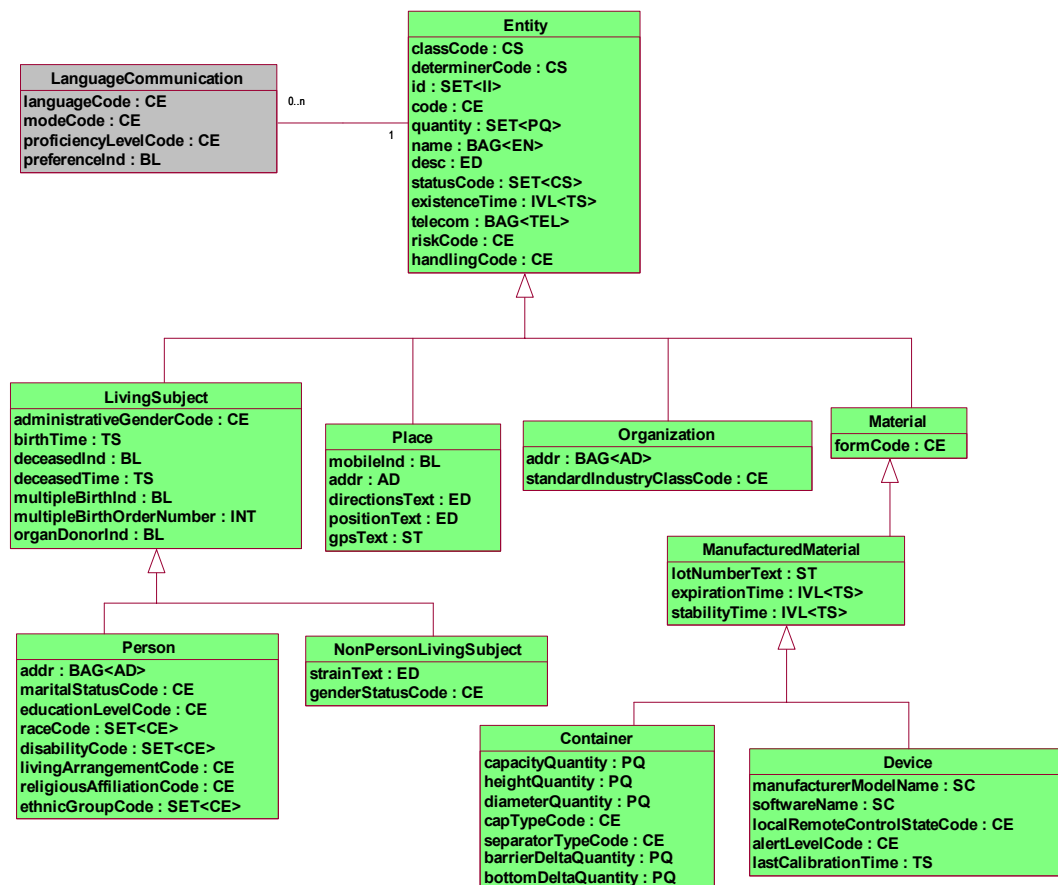 Entity
classCode : CS
determinerCode : CS
id : SET<II>
code : CE
quantity : SET<PQ>
name : BAG<EN>
desc : ED
statusCode : SET<CS>
existenceTime : IVL<TS>
telecom : BAG<TEL>
riskCode : CE
handlingCode : CE
LanguageCommunication
languageCode : CE
modeCode : CE
proficiencyLevelCode : CE
preferenceInd : BL
0..n
1
LivingSubject
administrativeGenderCode : CE
birthTime : TS
deceasedInd : BL
deceasedTime : TS
multipleBirthInd : BL
multipleBirthOrderNumber : INT
organDonorInd : BL
Place
mobileInd : BL
addr : AD
directionsText : ED
positionText : ED
gpsText : ST
Organization
addr : BAG<AD>
standardIndustryClassCode : CE
Material
formCode : CE
ManufacturedMaterial
lotNumberText : ST
expirationTime : IVL<TS>
stabilityTime : IVL<TS>
Person
addr : BAG<AD>
maritalStatusCode : CE
educationLevelCode : CE
raceCode : SET<CE>
disabilityCode : SET<CE>
livingArrangementCode : CE
religiousAffiliationCode : CE
ethnicGroupCode : SET<CE>
NonPersonLivingSubject
strainText : ED
genderStatusCode : CE
Container
capacityQuantity : PQ
heightQuantity : PQ
diameterQuantity : PQ
capTypeCode : CE
separatorTypeCode : CE
barrierDeltaQuantity : PQ
bottomDeltaQuantity : PQ
Device
manufacturerModelName : SC
softwareName : SC
localRemoteControlStateCode : CE
alertLevelCode : CE
lastCalibrationTime : TS